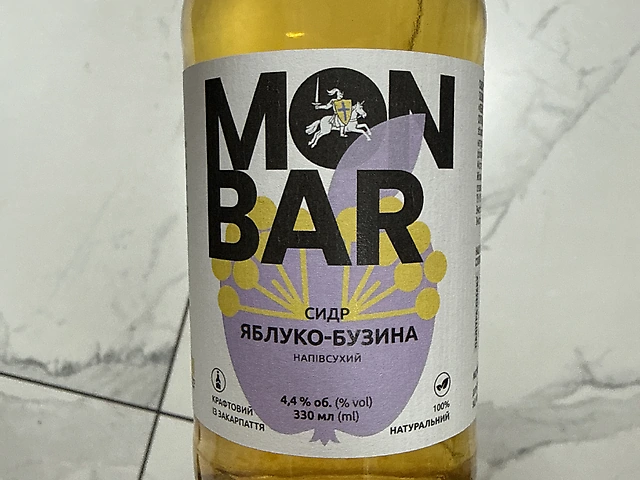 MON
BAR
СИДР
ЯБЛУКО-БУЗИНА
НАПІВСУХИЙ
4,4 % об. (% vol)
330 мл (ml)
КРАФТОВИЙ
ІЗ ЗАКАРПАТТЯ
100%
НАТУРАЛЬНИЙ